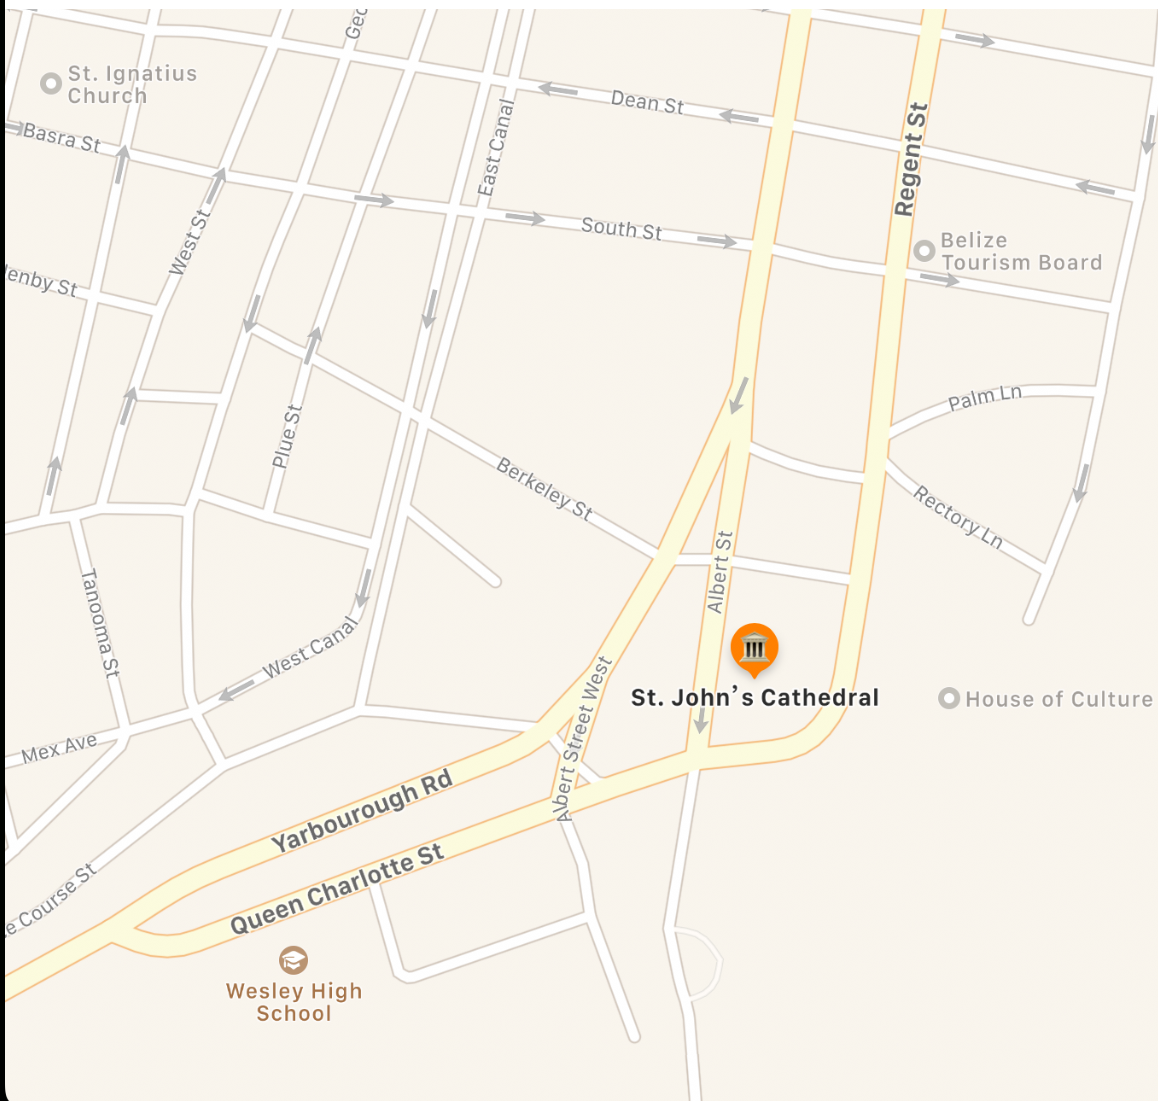 Geo
St. Ignatius
Church
Dean St
Basra St
East Canal
Regent St
West St
South St
Belize
Tourism Board
lenby St
Palm Ln
Plue St
Berkeley St
Rectory Ln
Albert St
Tanooma St
West Canal
St. John’s Cathedral
House of Culture
Albert Street West
Mex Ave
Yarbourough Rd
Queen Charlotte St
e Course St
Wesley High
School